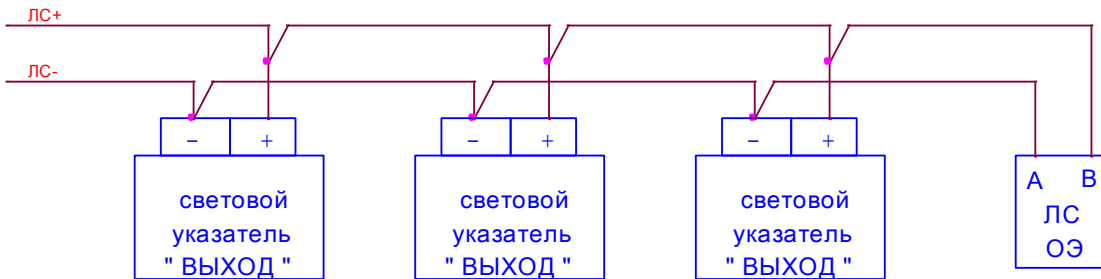 ЛС+
ЛС-
− +
− +
− +
световой
указатель
" ВЫХОД "
световой
указатель
" ВЫХОД "
световой
указатель
" ВЫХОД "
А В
ЛС
ОЭ